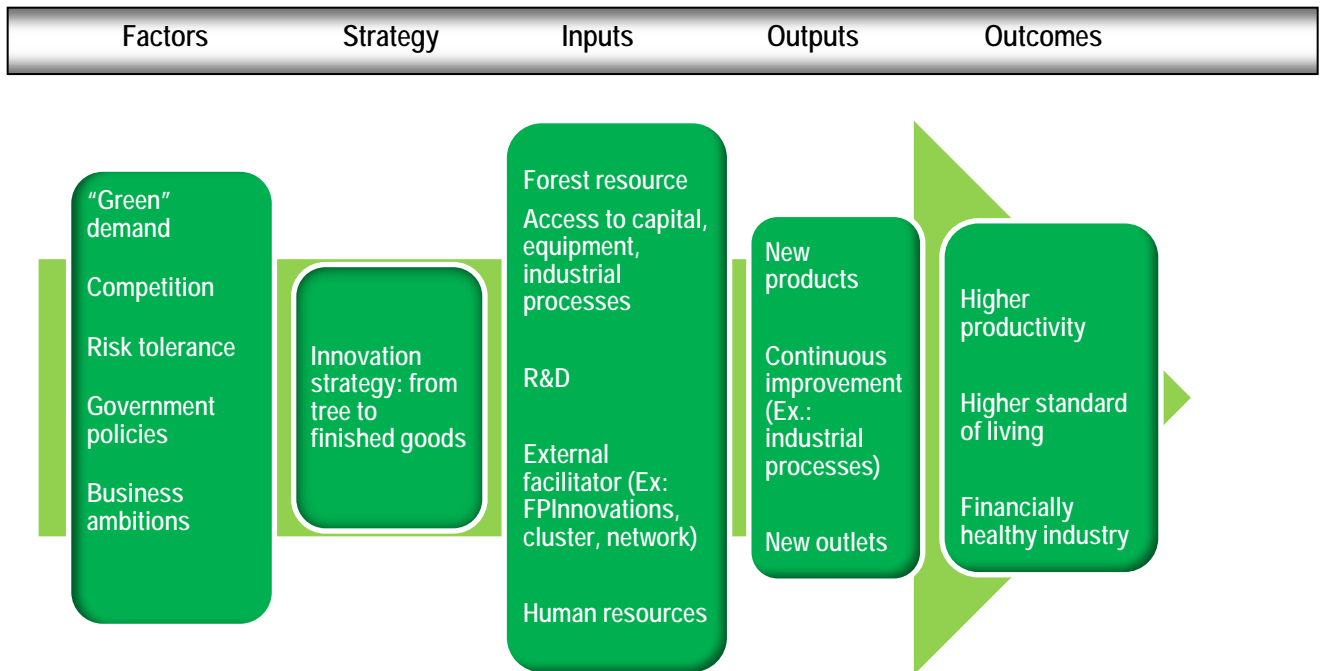 Factors Strategy Inputs Outputs Outcomes
“Green”
demand
Competition
Risk tolerance
Government
policies
Business
ambitions
Innovation
strategy: from
tree to
finished goods
Forest resource
Access to capital,
equipment,
industrial
processes
R&D
External
facilitator (Ex:
FPInnovations,
cluster, network)
Human resources
New
products
Continuous
improvement
(Ex.:
industrial
processes)
New outlets
Higher
productivity
Higher standard
of living
Financially
healthy industry